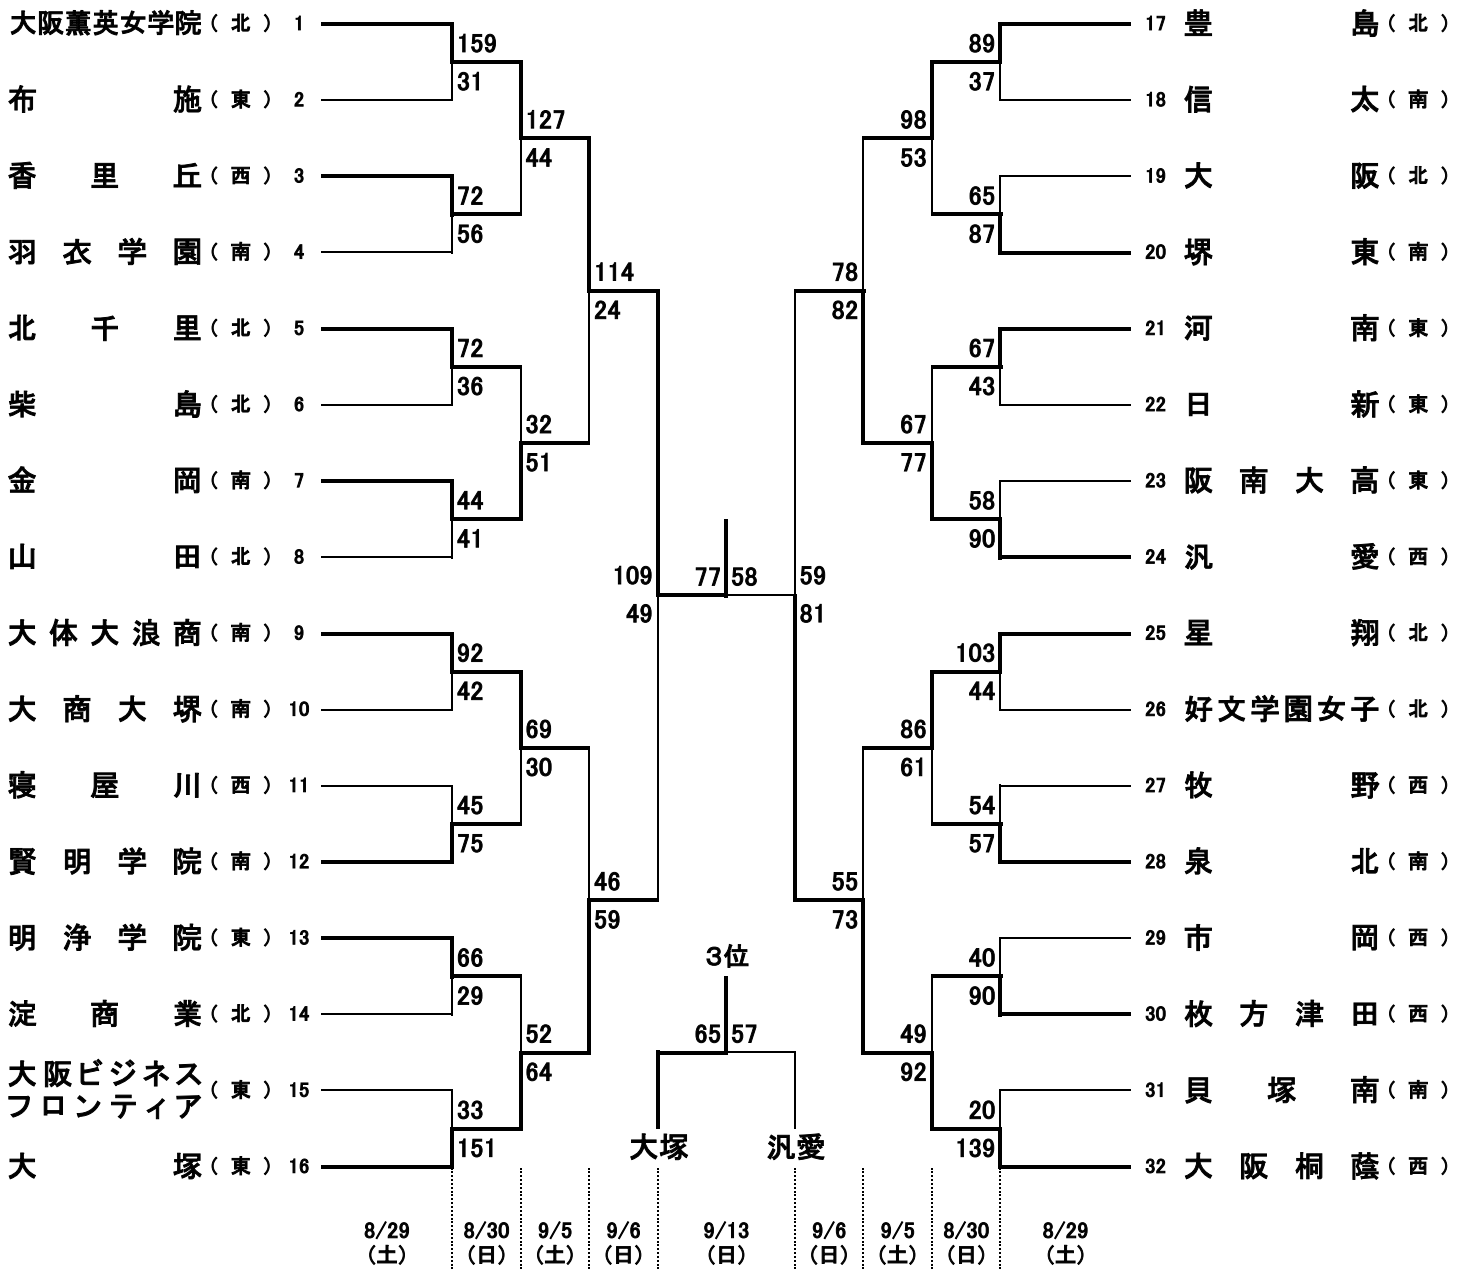 大阪薫英女学院(北) 1
159
31
布施(東) 2
127
44
香里丘(西) 3
72
56
羽衣学園(南) 4
114
24
北千里(北) 5
72
36
柴島(北) 6
32
51
金岡(南) 7
44
41
山田(北) 8
109
49
大体大浪商(南) 9
92
42
大商大堺(南) 10
69
30
寝屋川(西) 11
45
75
賢明学院(南) 12
46
59
明浄学院(東) 13
66
29
淀商業(北) 14
52
64
大阪ビジネス
フロンティア(東) 15
33
151
大塚(東) 16
77 58
3位
65 57
大塚 汎愛
17 豊島(北)
89
37
18 信太(南)
98
53
19 大阪(北)
65
87
20 堺東(南)
78
82
21 河南(東)
67
43
22 日新(東)
67
77
23 阪南大高(東)
58
90
24 汎愛(西)
59
81
25 星翔(北)
103
44
26 好文学園女子(北)
86
61
27 牧野(西)
54
57
28 泉北(南)
55
73
29 市岡(西)
40
90
30 枚方津田(西)
49
92
31 貝塚南(南)
20
139
32 大阪桐蔭(西)
8/29 8/30 9/5 9/6 9/13 9/6 9/5 8/30 8/29
(土) (日) (土) (日) (日) (日) (土) (日) (土)